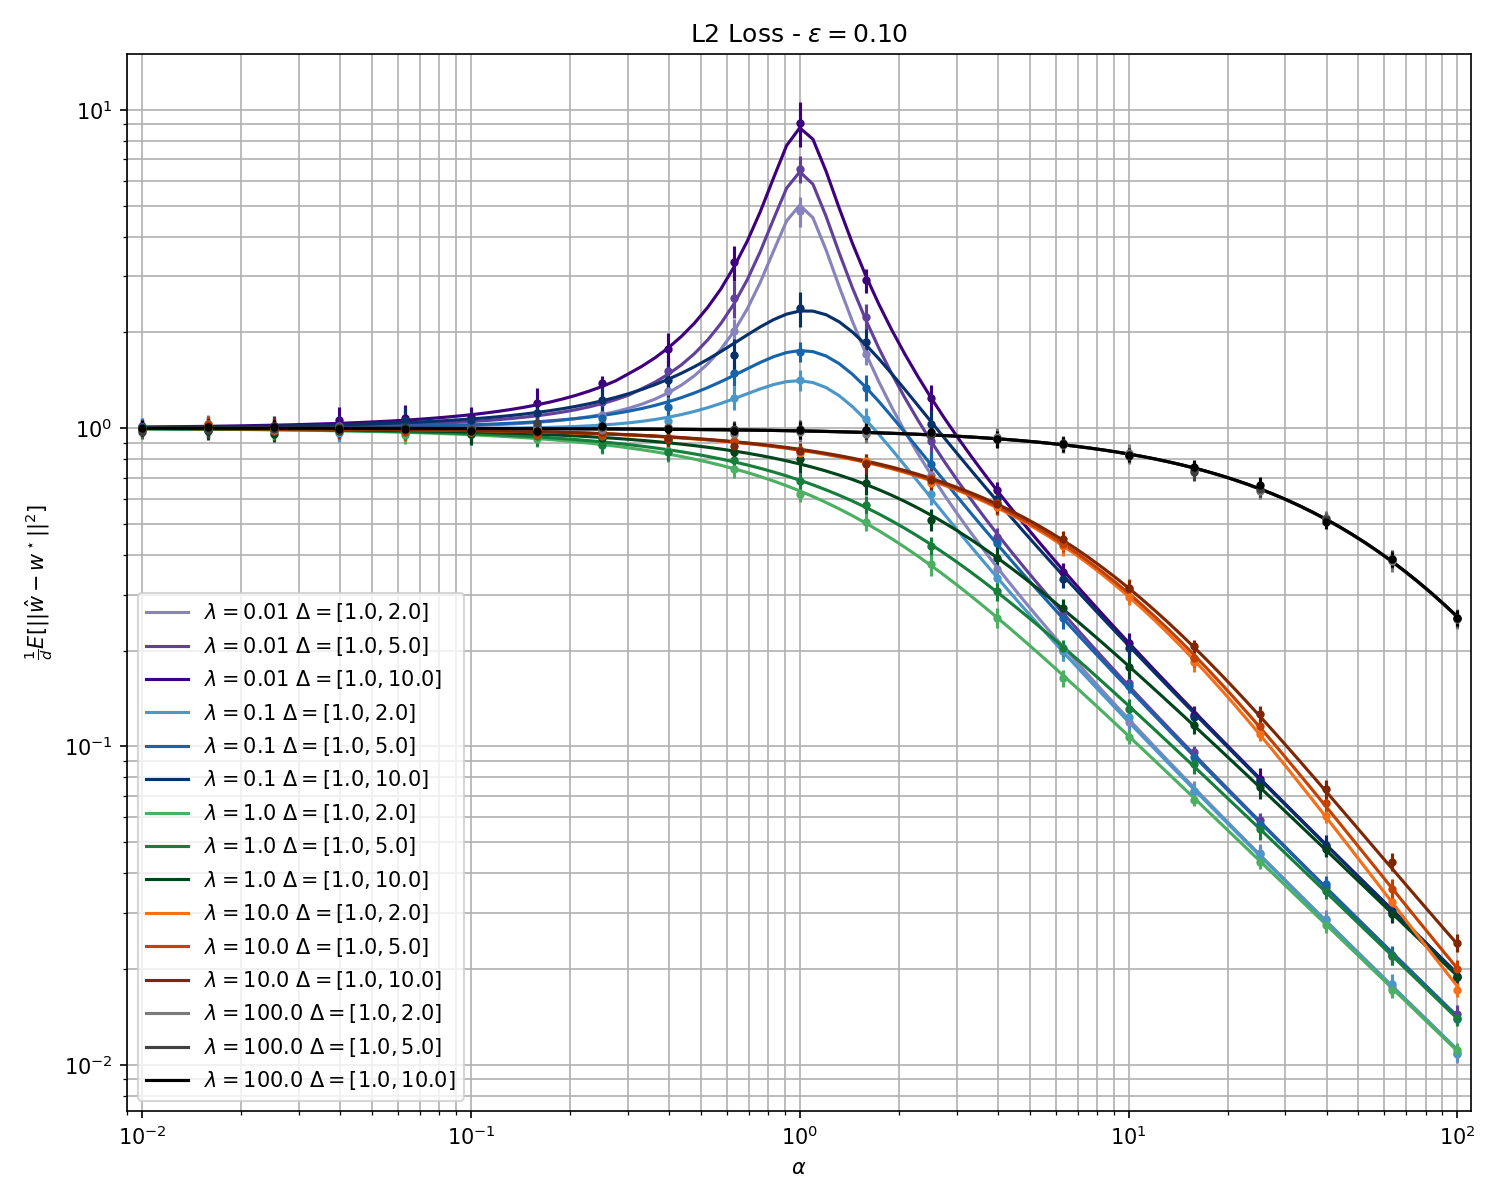 L2 Loss - ε = 0.10
10¹
10⁰
10⁻¹
10⁻²
1/d E[||ŵ − w⋆||²]
λ = 0.01 Δ = [1.0, 2.0]
λ = 0.01 Δ = [1.0, 5.0]
λ = 0.01 Δ = [1.0, 10.0]
λ = 0.1 Δ = [1.0, 2.0]
λ = 0.1 Δ = [1.0, 5.0]
λ = 0.1 Δ = [1.0, 10.0]
λ = 1.0 Δ = [1.0, 2.0]
λ = 1.0 Δ = [1.0, 5.0]
λ = 1.0 Δ = [1.0, 10.0]
λ = 10.0 Δ = [1.0, 2.0]
λ = 10.0 Δ = [1.0, 5.0]
λ = 10.0 Δ = [1.0, 10.0]
λ = 100.0 Δ = [1.0, 2.0]
λ = 100.0 Δ = [1.0, 5.0]
λ = 100.0 Δ = [1.0, 10.0]
10⁻² 10⁻¹ 10⁰ 10¹ 10²
α